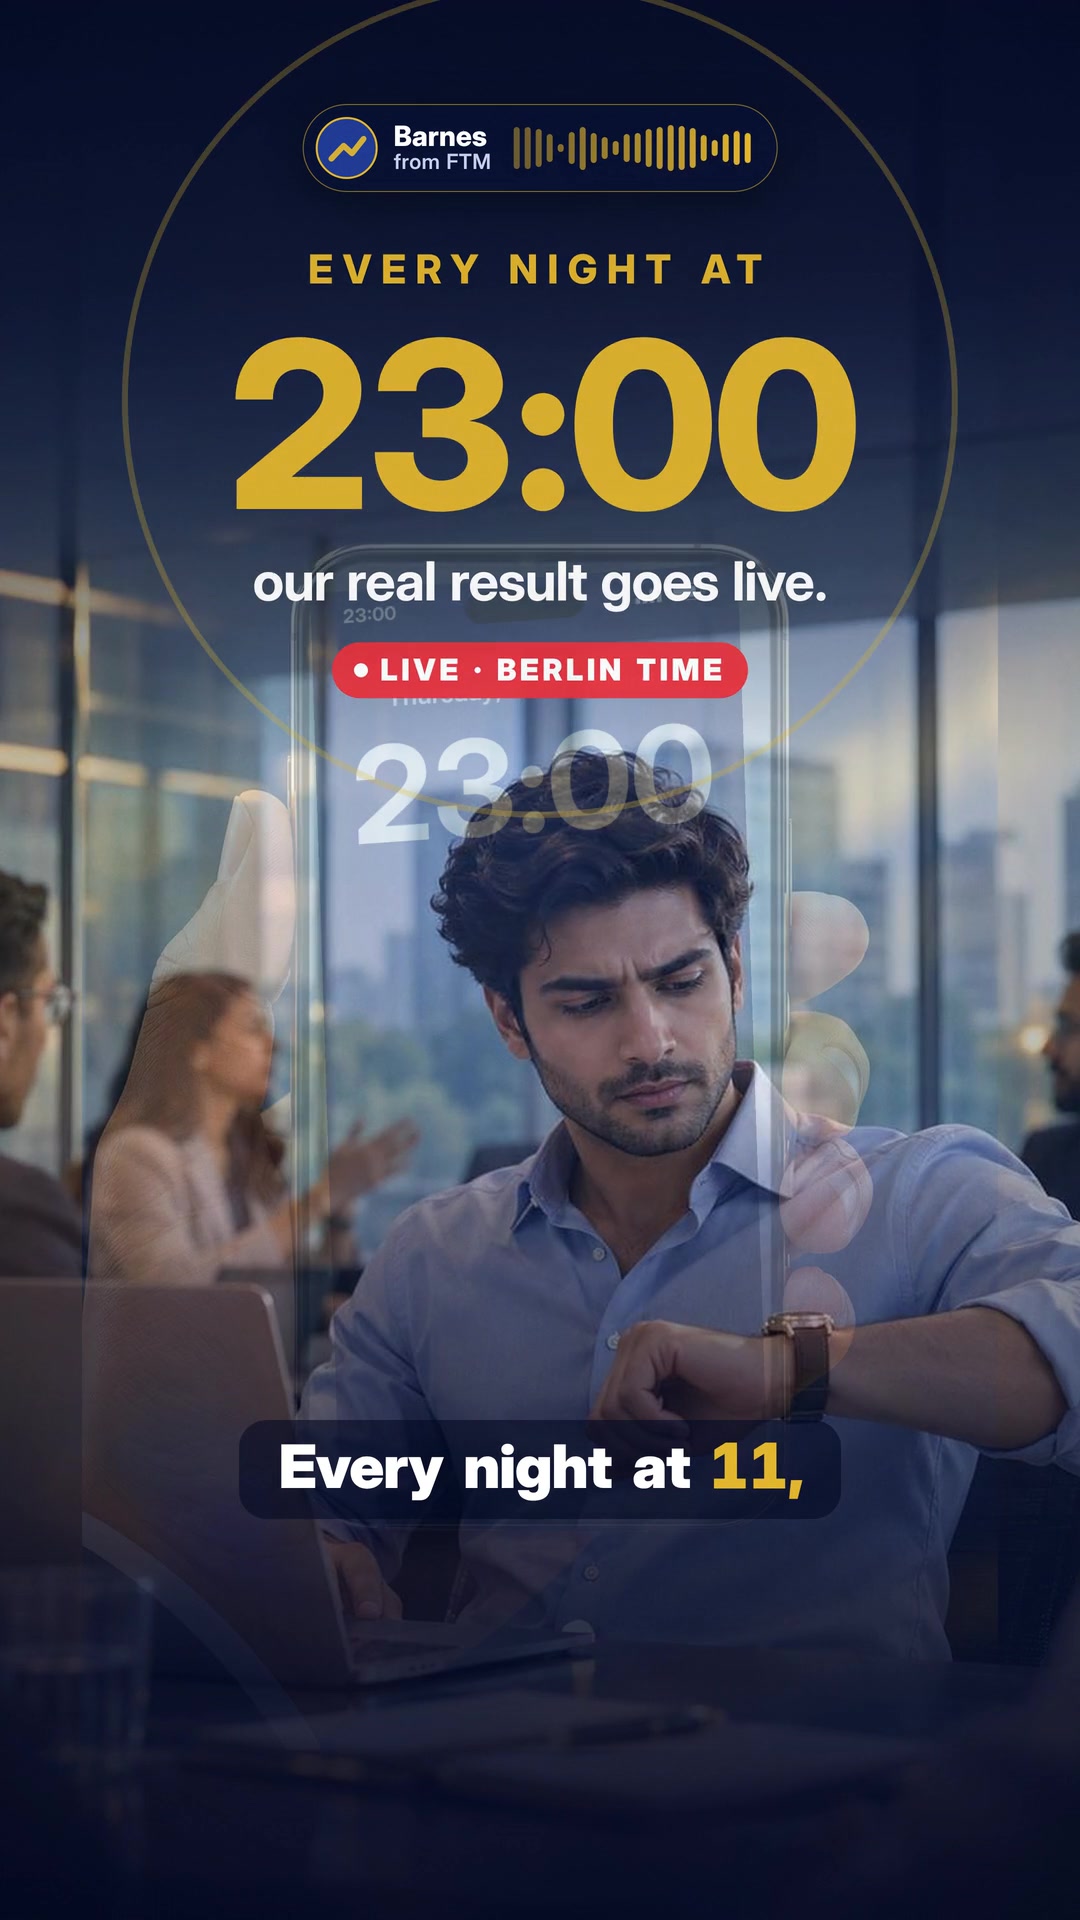 Barnes
from FTM
EVERY NIGHT AT
23:00
our real result goes live.
23:00
LIVE · BERLIN TIME
Thursday,
23:00
Every night at 11,